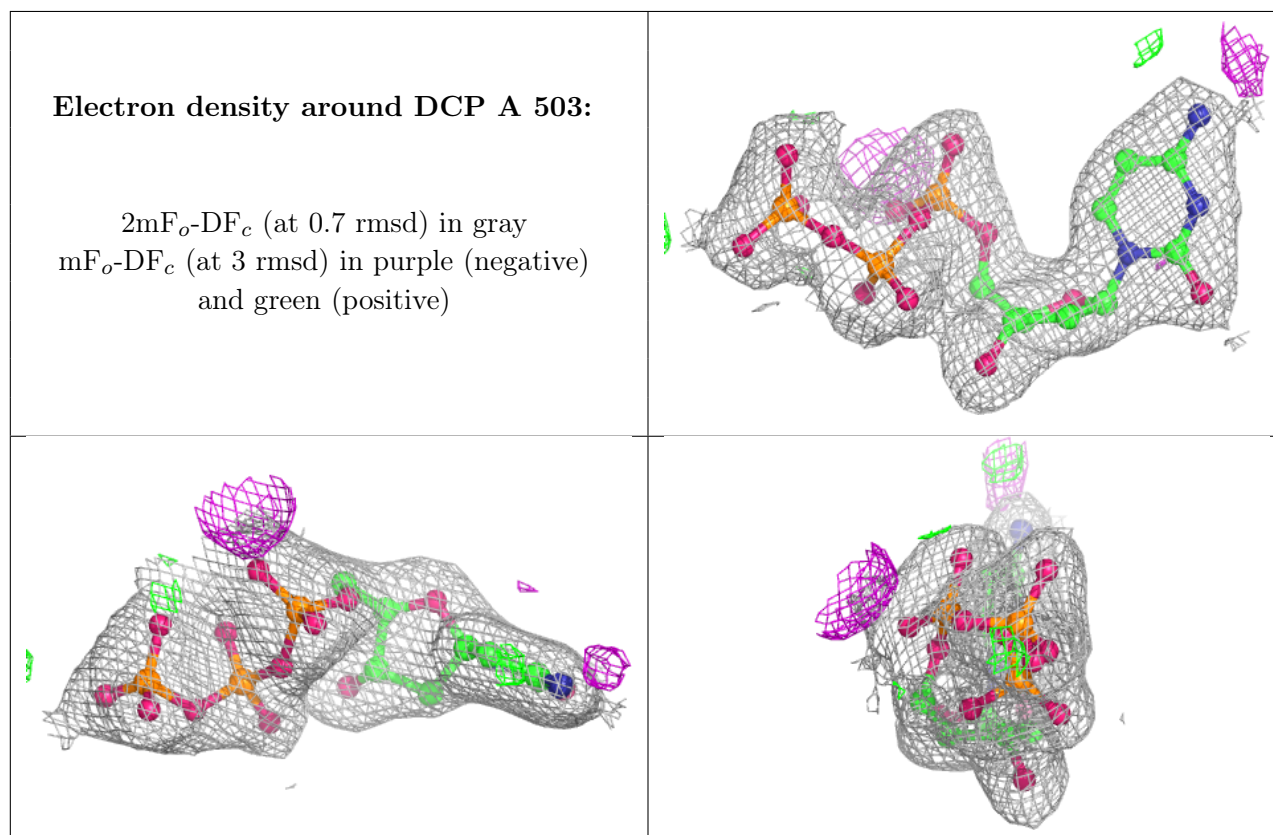 Electron density around DCP A 503:
2mFo-DFc (at 0.7 rmsd) in gray
mFo-DFc (at 3 rmsd) in purple (negative)
and green (positive)